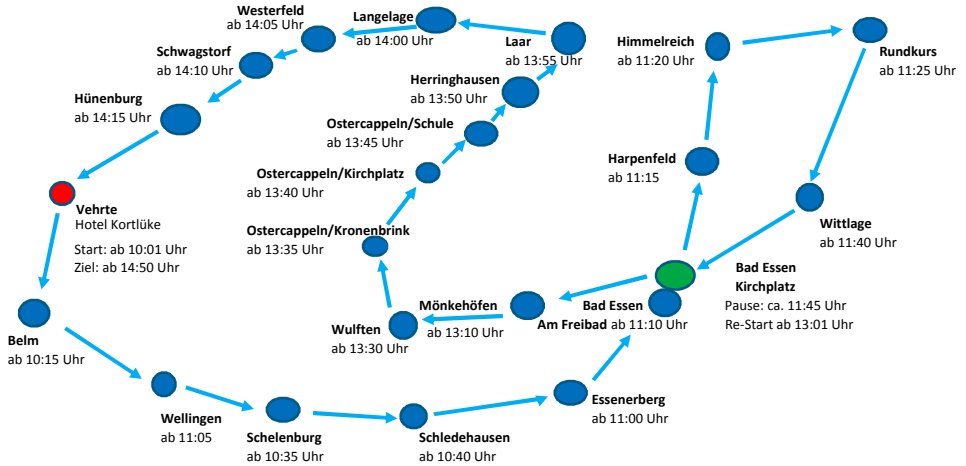 Westerfeld
ab 14:05 Uhr
Langelage
ab 14:00 Uhr
Laar
ab 13:55 Uhr
Himmelreich
ab 11:20 Uhr
Rundkurs
ab 11:25 Uhr
Schwagstorf
ab 14:10 Uhr
Herringhausen
ab 13:50 Uhr
Hünenburg
ab 14:15 Uhr
Ostercappeln/Schule
ab 13:45 Uhr
Ostercappeln/Kirchplatz
ab 13:40 Uhr
Harpenfeld
ab 11:15
Vehrte
Hotel Kortlüke
Start: ab 10:01 Uhr
Ziel: ab 14:50 Uhr
Ostercappeln/Kronenbrink
ab 13:35 Uhr
Wittlage
ab 11:40 Uhr
Bad Essen
Kirchplatz
Pause: ca. 11:45 Uhr
Re-Start ab 13:01 Uhr
Mönkehöfen
ab 13:10 Uhr
Bad Essen
Am Freibad ab 11:10 Uhr
Wulften
ab 13:30 Uhr
Belm
ab 10:15 Uhr
Wellingen
ab 11:05
Schelenburg
ab 10:35 Uhr
Schledehausen
ab 10:40 Uhr
Essenerberg
ab 11:00 Uhr